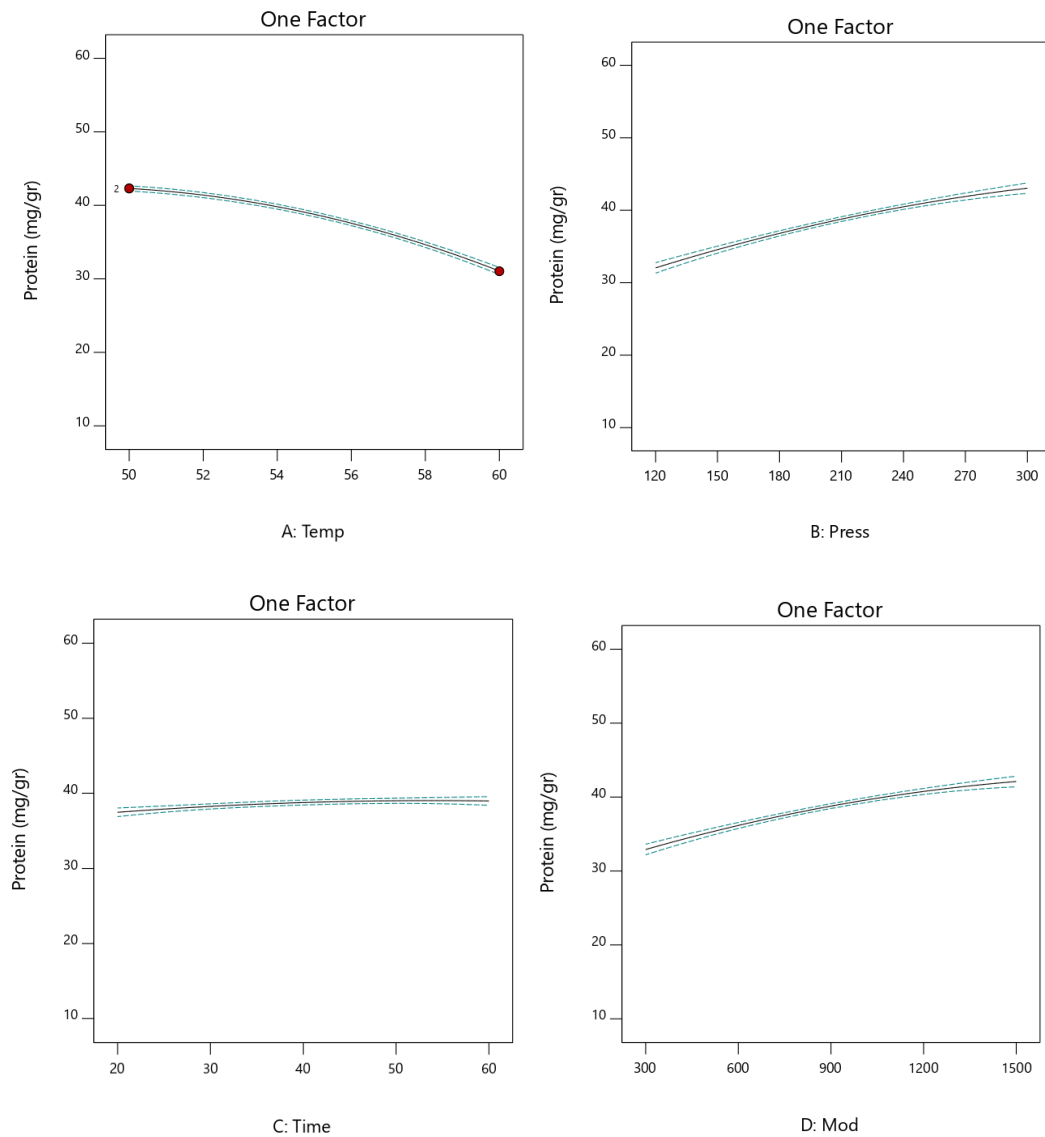 One Factor
60
50
40
30
20
10
Protein (mg/gr)
2
50 52 54 56 58 60
A: Temp
One Factor
60
50
40
30
20
10
Protein (mg/gr)
120 150 180 210 240 270 300
B: Press
One Factor
60
50
40
30
20
10
Protein (mg/gr)
20 30 40 50 60
C: Time
One Factor
60
50
40
30
20
10
Protein (mg/gr)
300 600 900 1200 1500
D: Mod